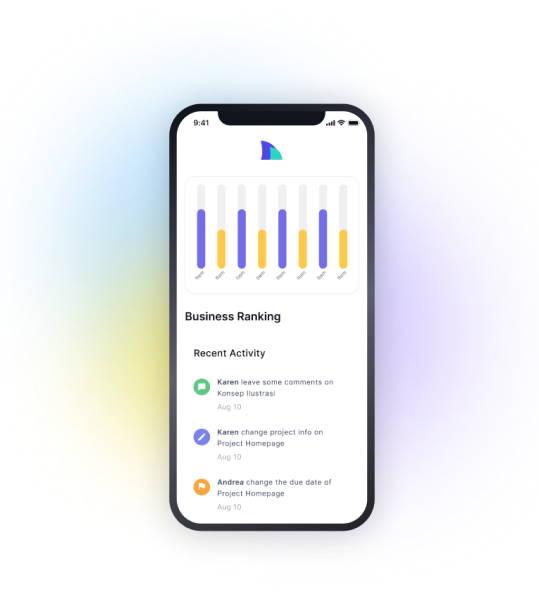 9:41
Item Item Item Item Item Item Item Item
Business Ranking
Recent Activity
Karen leave some comments on
Konsep Ilustrasi
Aug 10
Karen change project info on
Project Homepage
Aug 10
Andrea change the due date of
Project Homepage
Aug 10